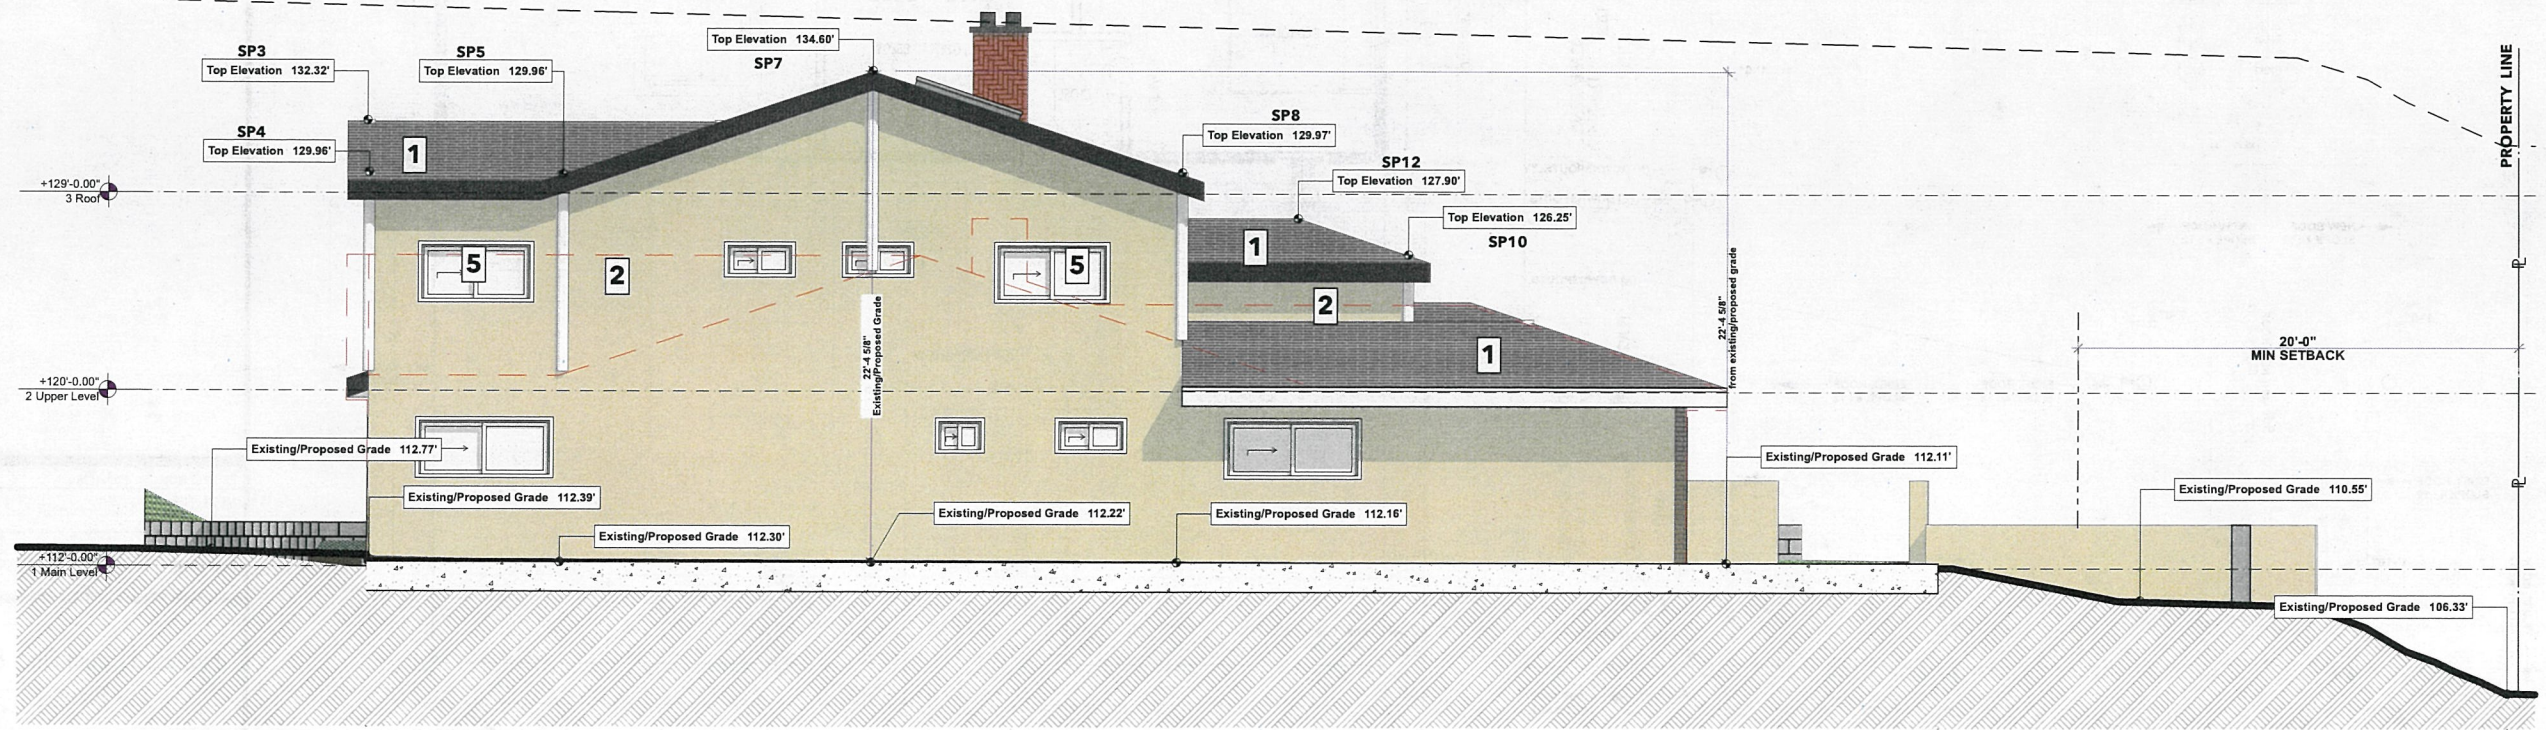 SP3
Top Elevation 132.32'
SP5
Top Elevation 129.96'
Top Elevation 134.60'
SP7
PROPERTY LINE
SP4
Top Elevation 129.96'
1
SP8
Top Elevation 129.97'
SP12
Top Elevation 127.90'
+129'-0.00"
3 Roof
Top Elevation 126.25'
SP10
1
5
2
5
2
22'-4 5/8"
from existing/proposed grade
22'-4 5/8"
Existing/Proposed Grade
1
20'-0"
MIN SETBACK
PL
PL
+120'-0.00"
2 Upper Level
Existing/Proposed Grade 112.77'
Existing/Proposed Grade 112.11'
Existing/Proposed Grade 112.39'
Existing/Proposed Grade 110.55'
Existing/Proposed Grade 112.22'
Existing/Proposed Grade 112.16'
Existing/Proposed Grade 112.30'
+112'-0.00"
1 Main Level
Existing/Proposed Grade 106.33'